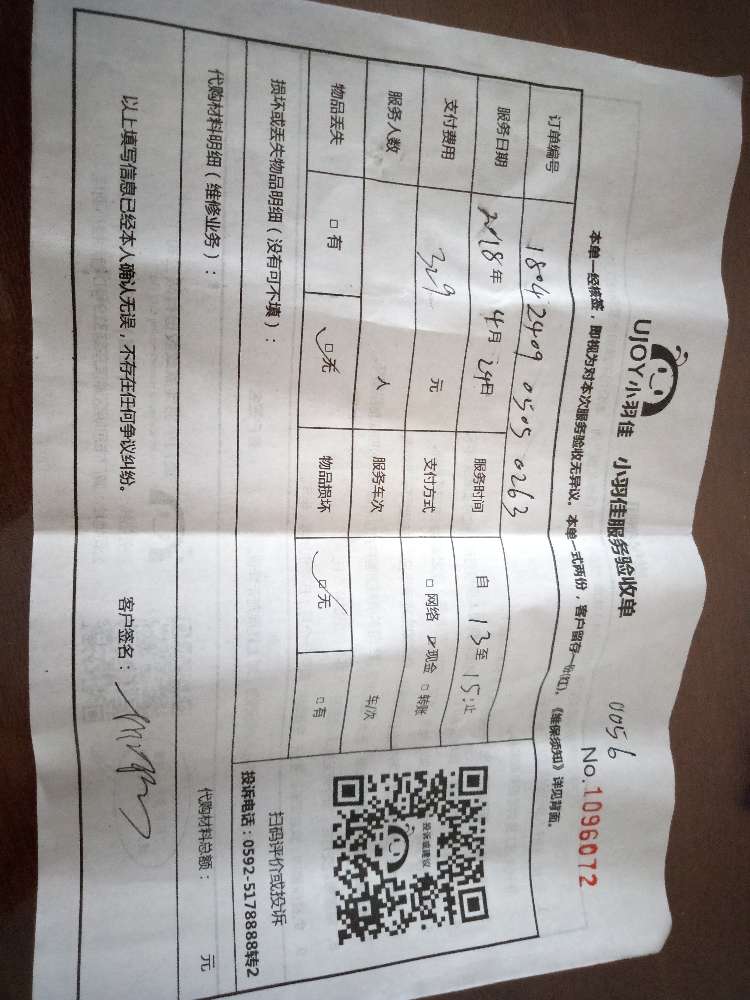 UJOY小羽佳 小羽佳服务验收单
0056
No.1096072
本单一经核签，即视为对本次服务验收无异议。本单一式两份，客户留存一份(红)，《维保须知》详见背面。
订单编号 18042409 0505 0263
服务日期 2018年 4月 24日 服务时间 自 13至 15:止
支付费用 329 元 支付方式 □网络 ☑现金 □转账
服务人数 人 服务车次 车/次
物品丢失 □有 ☑无 物品损坏 ☑无 □有
损坏或丢失物品明细（没有可不填）：
投诉或建议
扫码评价或投诉
投诉电话：0592-5178888转2
代购材料明细（维修业务）：
代购材料总额： 元
以上填写信息已经本人确认无误，不存在任何争议纠纷。 客户签名：